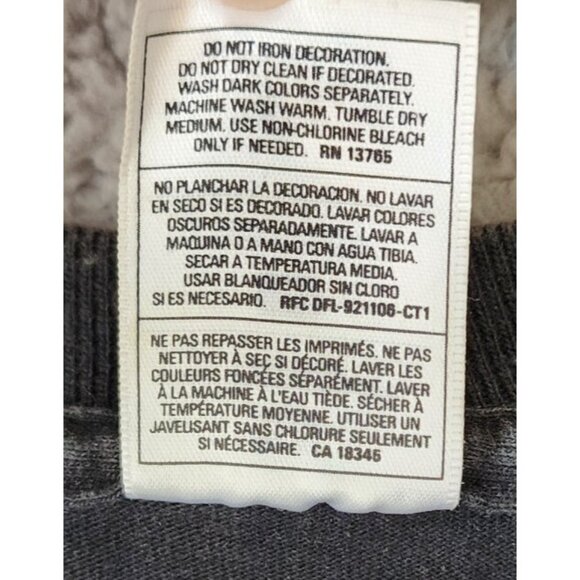 DO NOT IRON DECORATION.
DO NOT DRY CLEAN IF DECORATED.
WASH DARK COLORS SEPARATELY.
MACHINE WASH WARM. TUMBLE DRY
MEDIUM. USE NON-CHLORINE BLEACH
ONLY IF NEEDED. RN 13765
NO PLANCHAR LA DECORACION. NO LAVAR
EN SECO SI ES DECORADO. LAVAR COLORES
OSCUROS SEPARADAMENTE. LAVAR A
MAQUINA O A MANO CON AGUA TIBIA.
SECAR A TEMPERATURA MEDIA.
USAR BLANQUEADOR SIN CLORO
SI ES NECESARIO. RFC DFL-921106-CT1
NE PAS REPASSER LES IMPRIMÉS. NE PAS
NETTOYER À SEC SI DÉCORÉ. LAVER LES
COULEURS FONCÉES SÉPARÉMENT. LAVER
À LA MACHINE À L'EAU TIÈDE. SÉCHER À
TEMPÉRATURE MOYENNE. UTILISER UN
JAVELISANT SANS CHLORURE SEULEMENT
SI NÉCESSAIRE. CA 18345